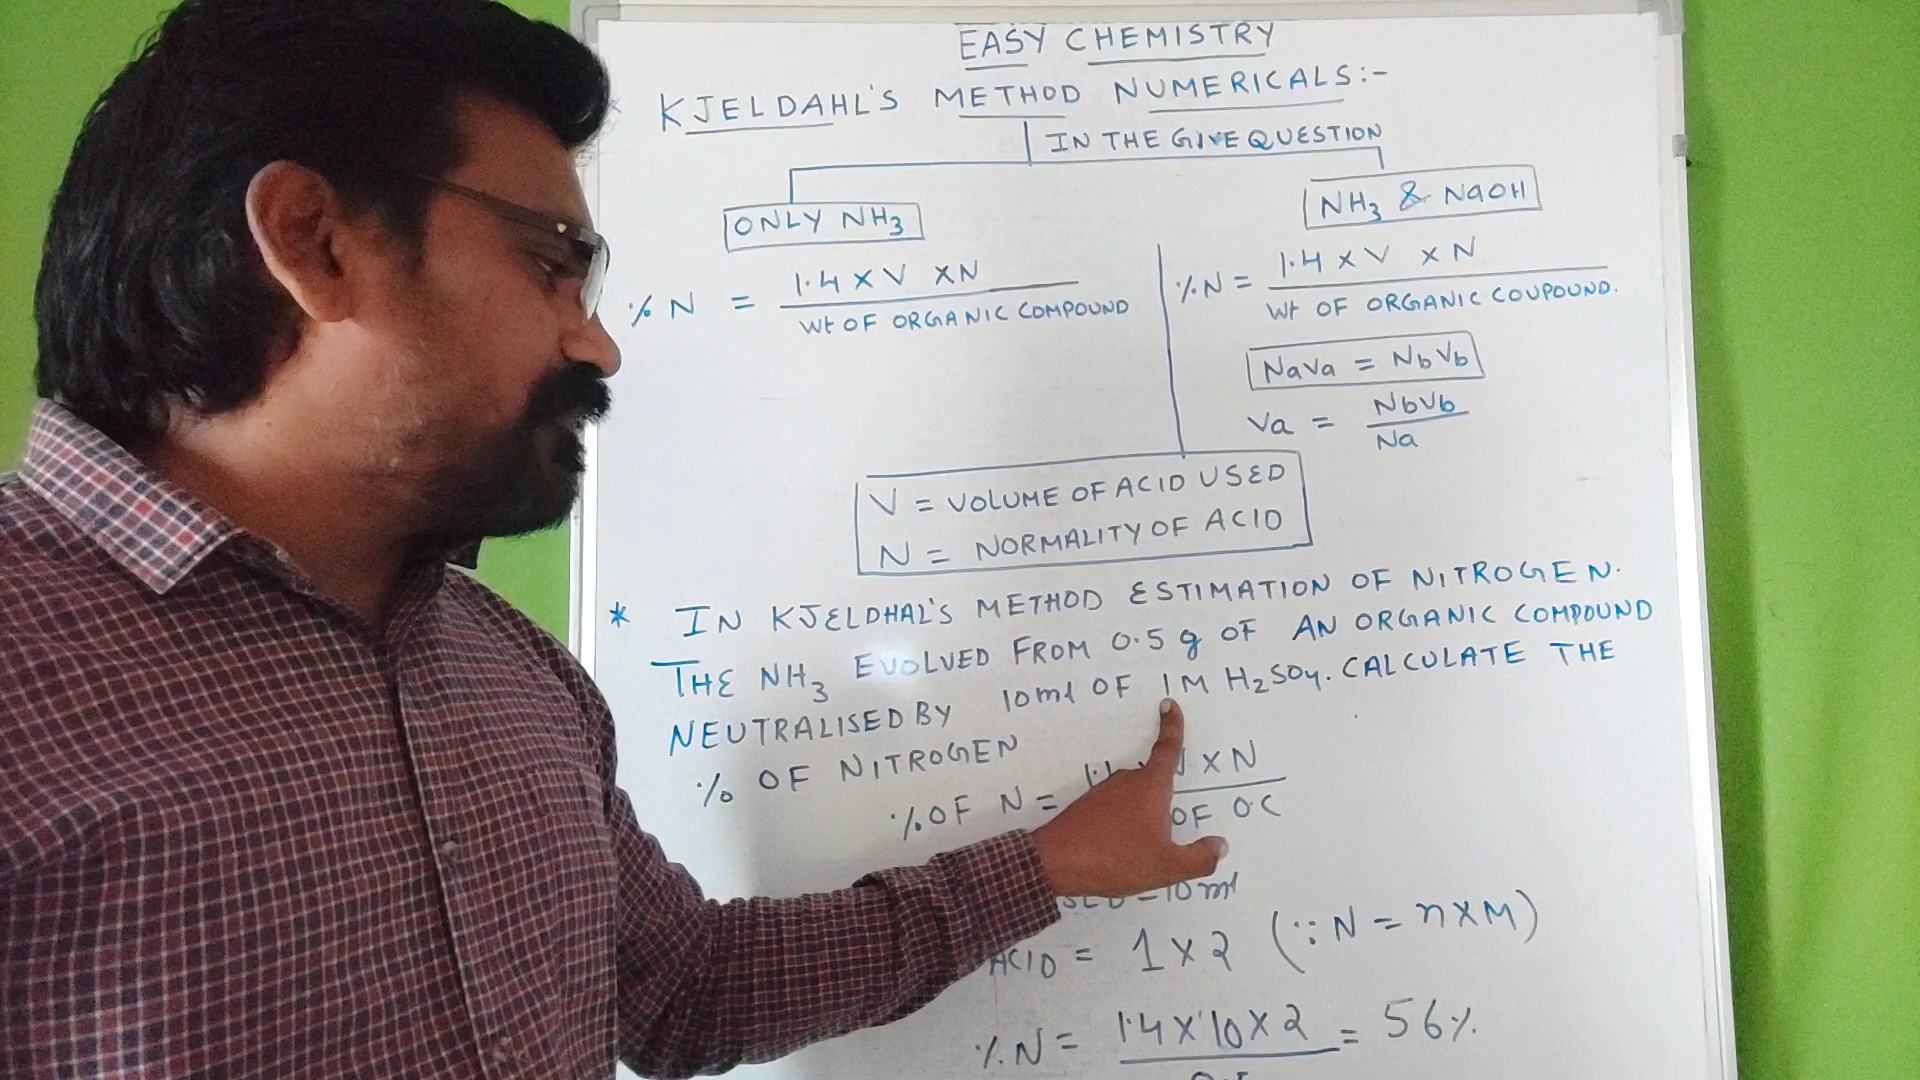 EASY CHEMISTRY
KJELDAHL'S METHOD NUMERICALS:-
IN THE GIVE QUESTION
ONLY NH3
NH3 & NaOH
% N = 1.4 x V x N
Wt OF ORGANIC COMPOUND
% N = 1.4 x V x N
Wt OF ORGANIC COUPOUND.
NaVa = NbVb
Va = NbVb
Na
V = VOLUME OF ACID USED
N = NORMALITY OF ACID
* IN KJELDHAL'S METHOD ESTIMATION OF NITROGEN.
THE NH3 EVOLVED FROM 0.5 g OF AN ORGANIC COMPOUND
NEUTRALISED BY 10ml OF 1M H2SO4. CALCULATE THE
% OF NITROGEN
% OF N = x N
OF O.C
= 10 ml
ACID = 1 x 2 (∵ N = n x M)
% N = 1.4 x 10 x 2 = 56%